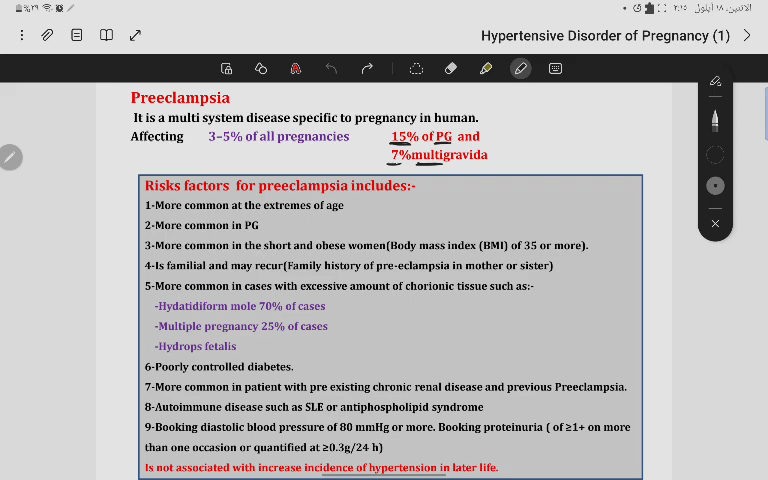 %٢٩
الاثنين، ١٨ أيلول ٢:١٥
Hypertensive Disorder of Pregnancy (1)
Preeclampsia
It is a multi system disease specific to pregnancy in human.
Affecting 3–5% of all pregnancies 15% of PG and
7%multigravida
Risks factors for preeclampsia includes:-
1-More common at the extremes of age
2-More common in PG
3-More common in the short and obese women(Body mass index (BMI) of 35 or more).
4-Is familial and may recur(Family history of pre-eclampsia in mother or sister)
5-More common in cases with excessive amount of chorionic tissue such as:-
-Hydatidiform mole 70% of cases
-Multiple pregnancy 25% of cases
-Hydrops fetalis
6-Poorly controlled diabetes.
7-More common in patient with pre existing chronic renal disease and previous Preeclampsia.
8-Autoimmune disease such as SLE or antiphospholipid syndrome
9-Booking diastolic blood pressure of 80 mmHg or more. Booking proteinuria ( of ≥1+ on more
than one occasion or quantified at ≥0.3g/24 h)
Is not associated with increase incidence of hypertension in later life.